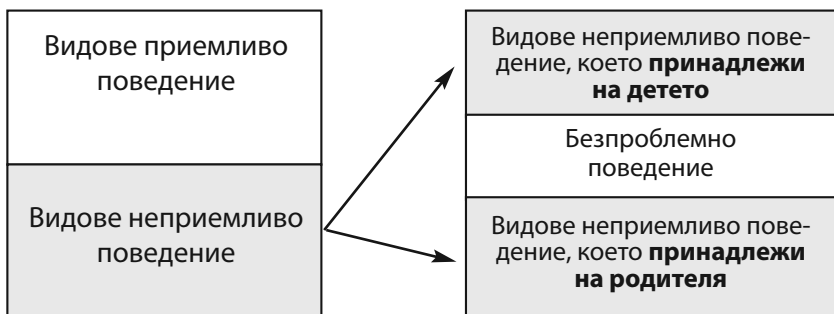 Видове приемливо
поведение
Видове неприемливо
поведение
Видове неприемливо пове-
дение, което принадлежи
на детето
Безпроблемно
поведение
Видове неприемливо пове-
дение, което принадлежи
на родителя